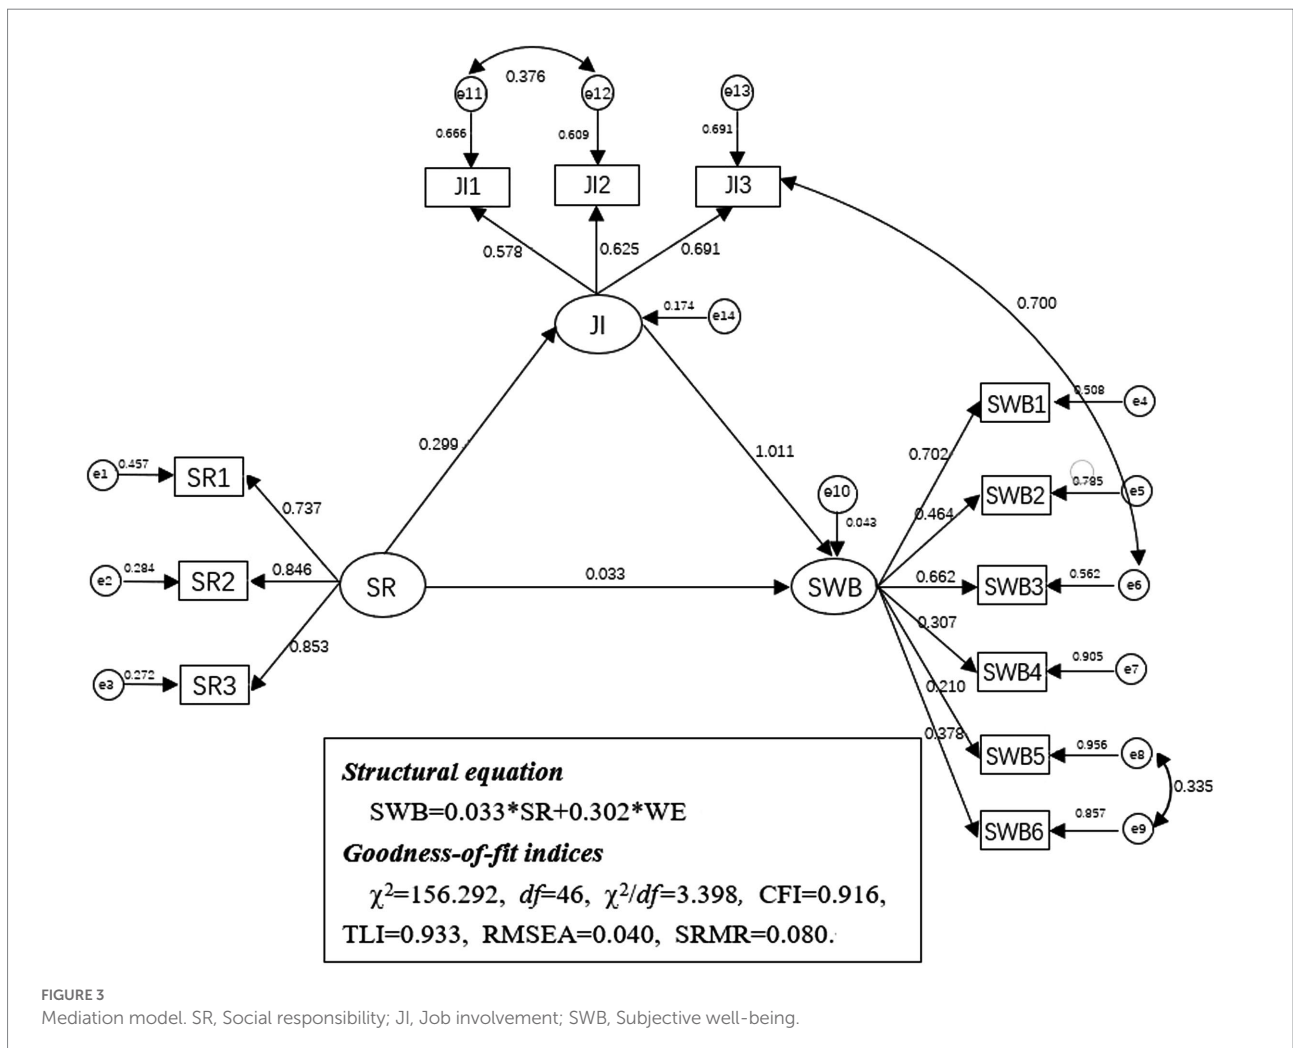 0.376
e11
e12
e13
0.666
0.609
0.691
JI1
JI2
JI3
0.578
0.625
0.691
0.700
JI
0.174
e14
0.508
e4
SWB1
0.299
1.011
0.702
e1
0.457
SR1
e10
0.785
e5
SWB2
0.737
0.043
0.464
e2
0.284
SR2
0.846
SR
0.033
SWB
0.662
SWB3
0.562
e6
0.307
0.853
e3
0.272
SR3
SWB4
0.905
e7
0.210
0.378
SWB5
0.956
e8
0.335
SWB6
0.857
e9
Structural equation
SWB=0.033*SR+0.302*WE
Goodness-of-fit indices
χ²=156.292, df=46, χ²/df=3.398, CFI=0.916,
TLI=0.933, RMSEA=0.040, SRMR=0.080.
FIGURE 3
Mediation model. SR, Social responsibility; JI, Job involvement; SWB, Subjective well-being.